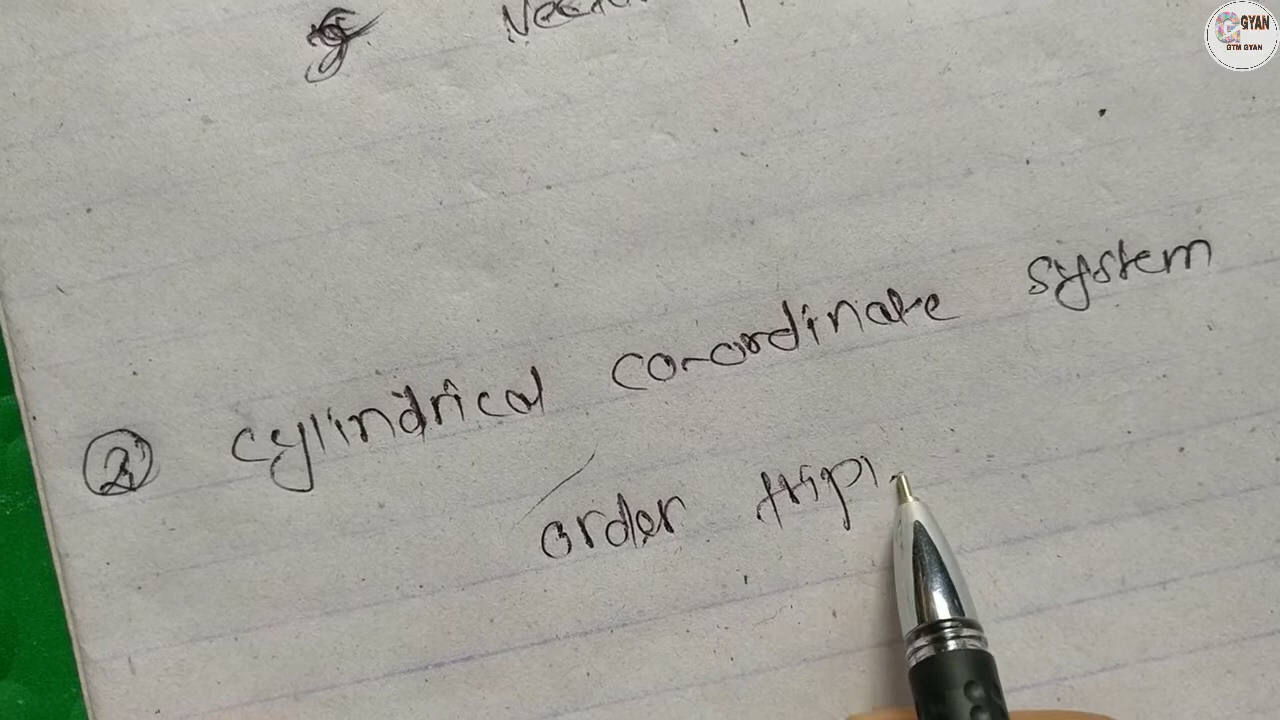 ② cylindrical co-ordinate system
order tripl
GYAN
GTM GYAN